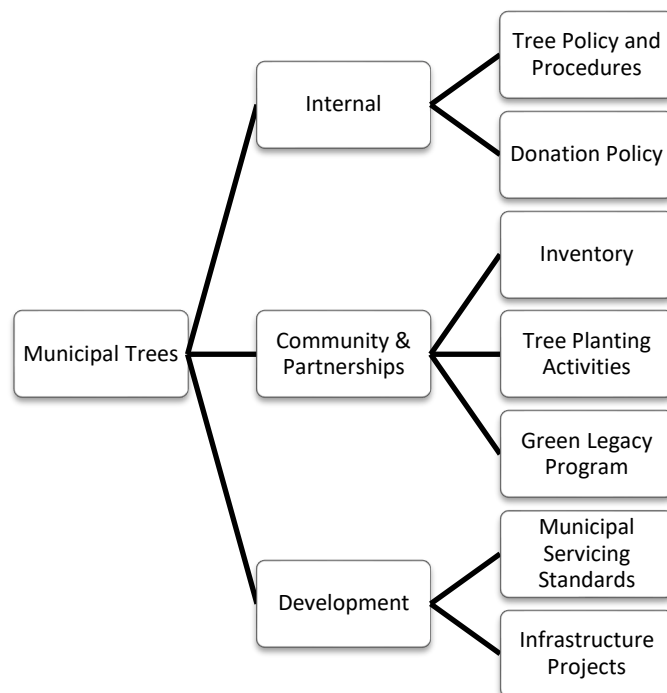 Tree Policy and
Procedures
Internal
Donation Policy
Inventory
Municipal Trees
Community &
Partnerships
Tree Planting
Activities
Green Legacy
Program
Municipal
Servicing
Standards
Development
Infrastructure
Projects